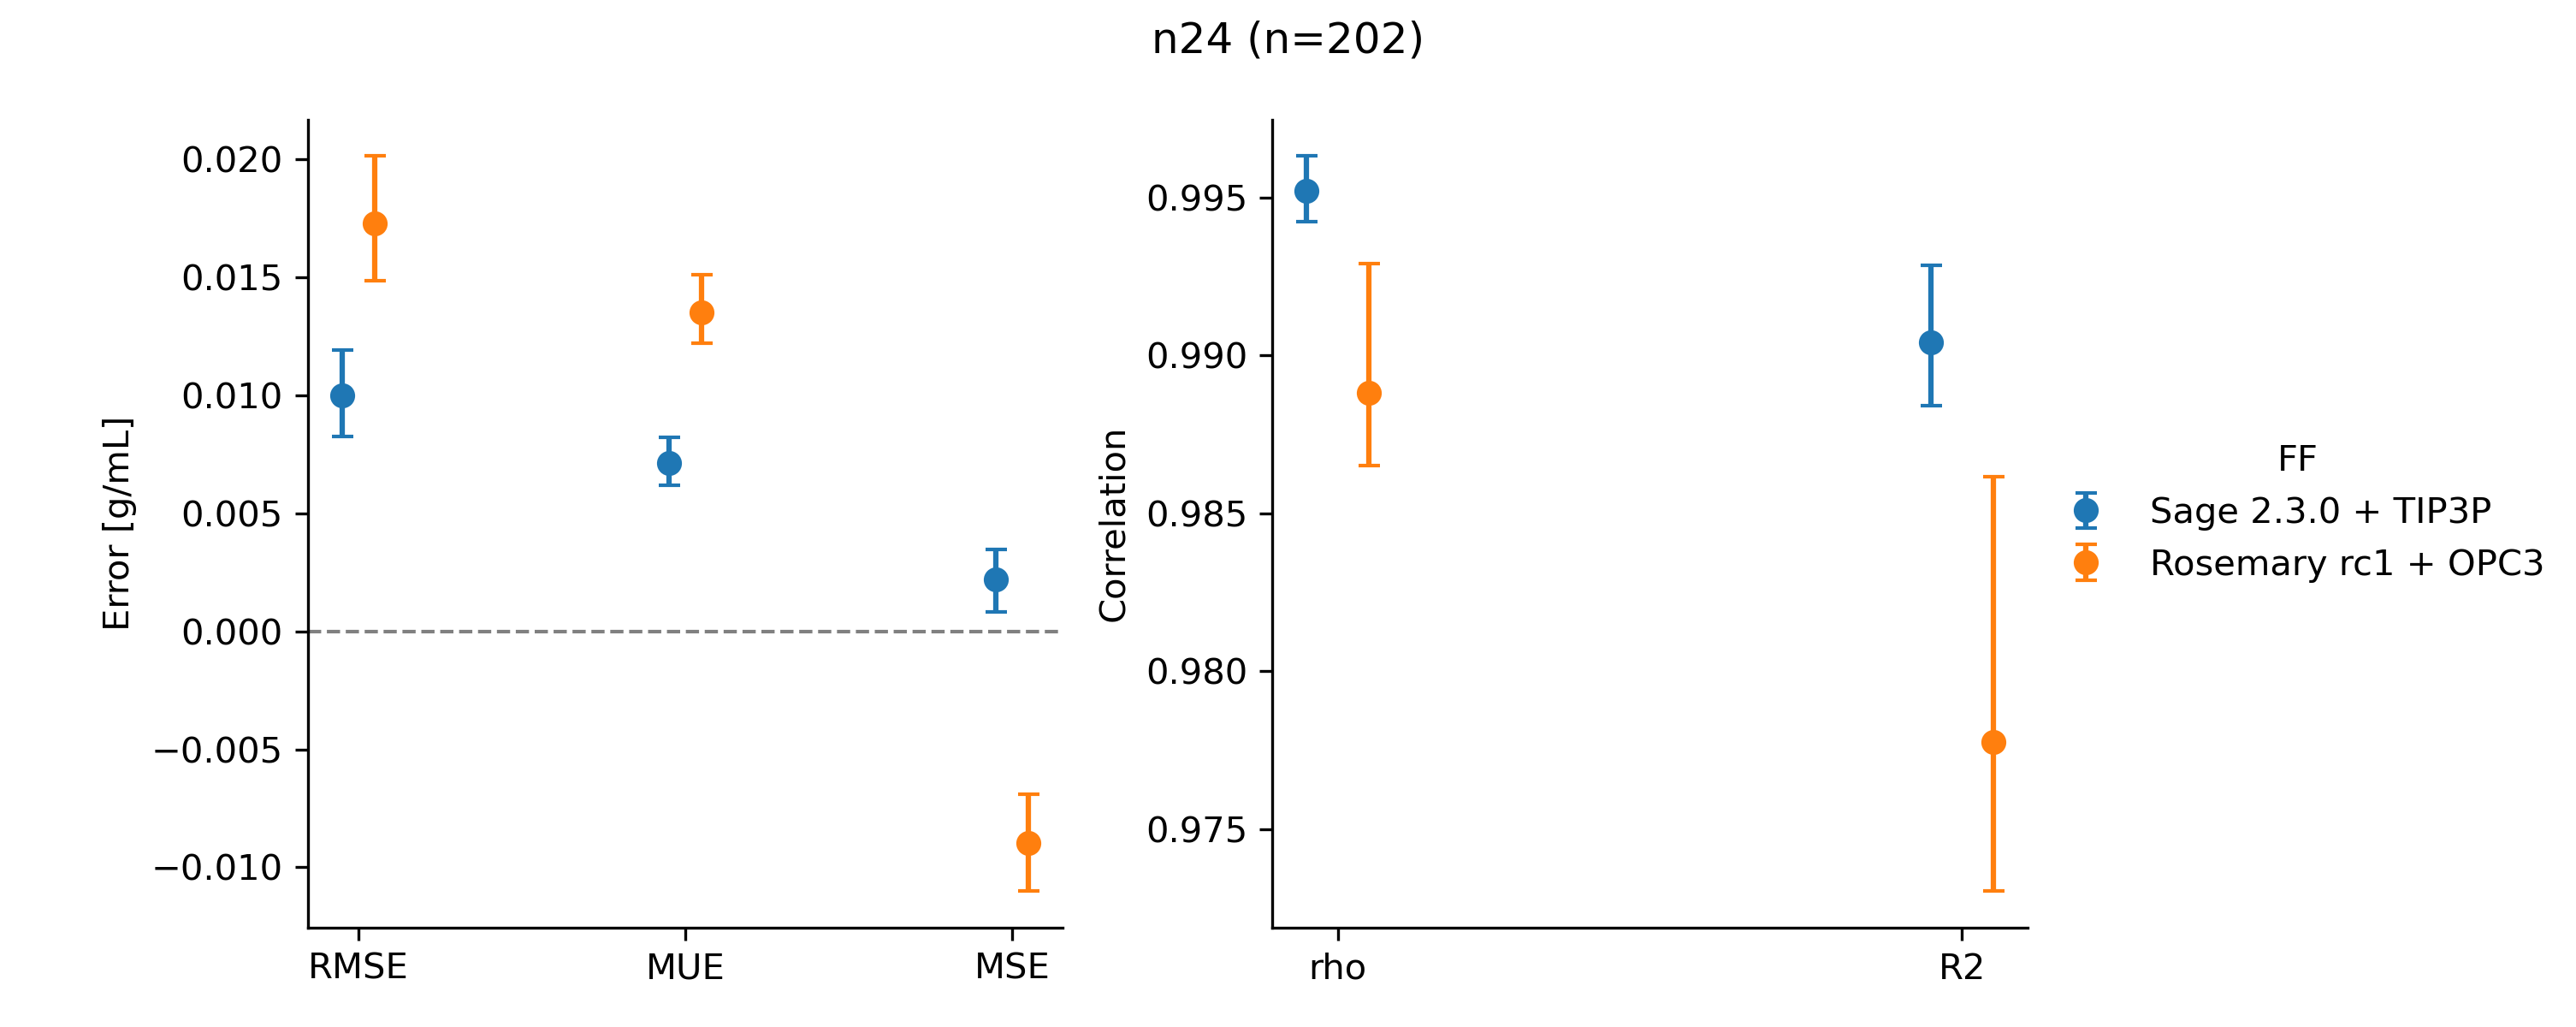 n24 (n=202)
Error [g/mL]
0.020
0.015
0.010
0.005
0.000
−0.005
−0.010
RMSE
MUE
MSE
Correlation
0.995
0.990
0.985
0.980
0.975
rho
R2
FF
Sage 2.3.0 + TIP3P
Rosemary rc1 + OPC3